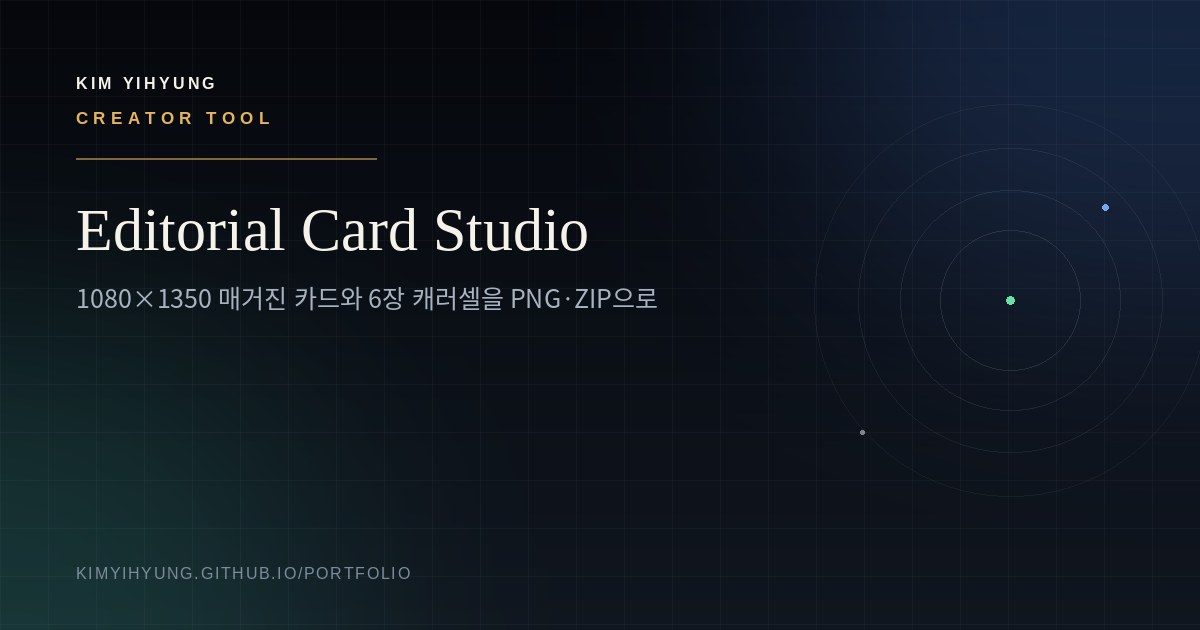 KIM YIHYUNG
CREATOR TOOL
Editorial Card Studio
1080×1350 매거진 카드와 6장 캐러셀을 PNG·ZIP으로
KIMYIHYUNG.GITHUB.IO/PORTFOLIO